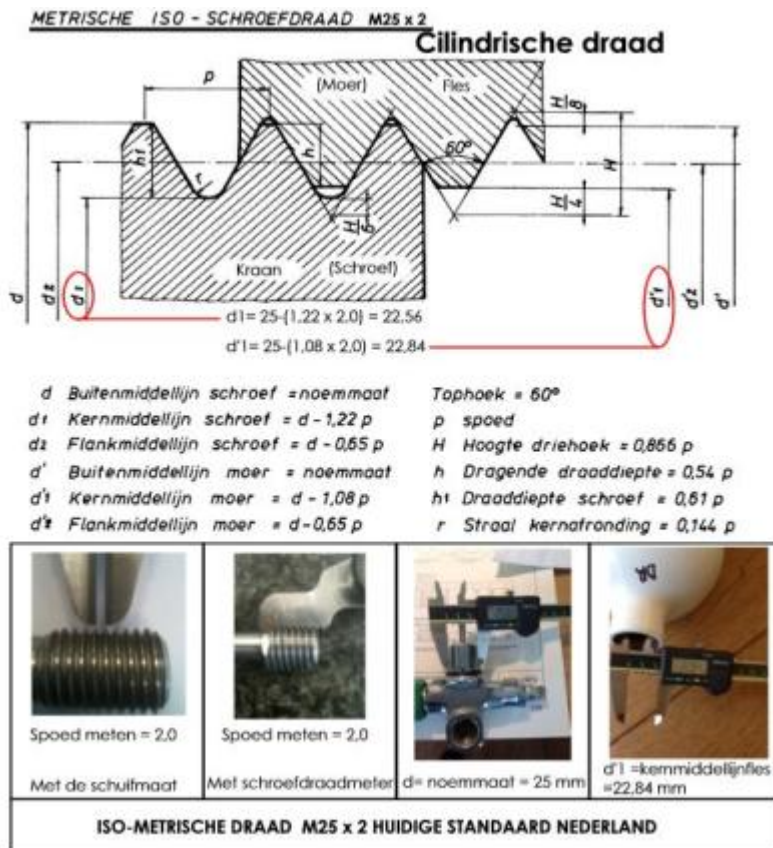 METRISCHE ISO - SCHROEFDRAAD M25 x 2
Cilindrische draad
p
(Moer)
Fles
H/8
h1
r
h
60°
H
H/6
H/4
Kraan
(Schroef)
d
d2
d1
d'1
d'2
d'
d1= 25-(1,22 x 2,0) = 22,56
d'1= 25-(1,08 x 2,0) = 22,84
d Buitenmiddellijn schroef = noemmaat
d1 Kernmiddellijn schroef = d - 1,22 p
d2 Flankmiddellijn schroef = d - 0,65 p
d' Buitenmiddellijn moer = noemmaat
d'1 Kernmiddellijn moer = d - 1,08 p
d'2 Flankmiddellijn moer = d - 0,65 p
Tophoek = 60°
p spoed
H Hoogte driehoek = 0,866 p
h Dragende draaddiepte = 0,54 p
h1 Draaddiepte schroef = 0,61 p
r Straal kernafronding = 0,144 p
Spoed meten = 2,0
Met de schuifmaat
Spoed meten = 2,0
Met schroefdraadmeter
d= noemmaat = 25 mm
d'1 =kernmiddellijnfles
=22,84 mm
ISO-METRISCHE DRAAD M25 x 2 HUIDIGE STANDAARD NEDERLAND